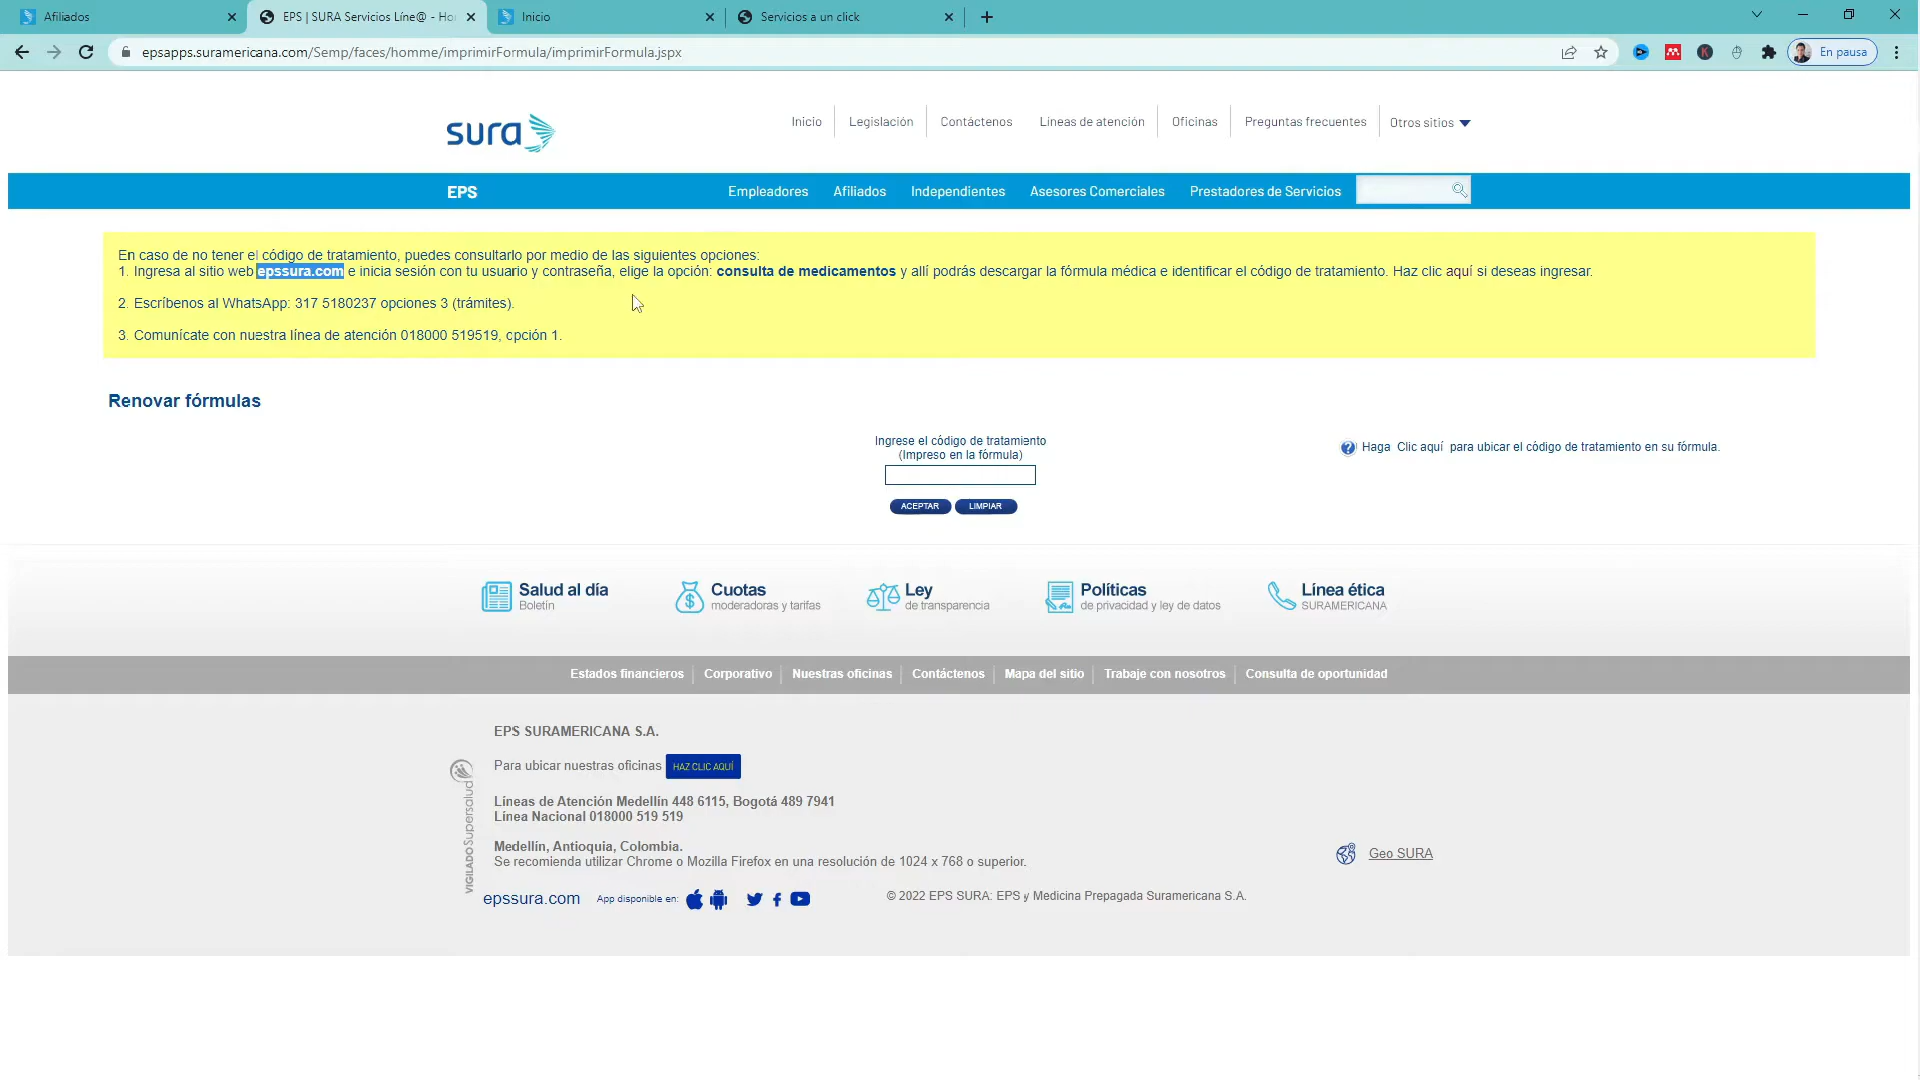 Afiliados
EPS | SURA Servicios Líne@ - Ho
Inicio
Servicios a un click
epsapps.suramericana.com/Semp/faces/homme/imprimirFormula/imprimirFormula.jspx
En pausa
sura
Inicio
Legislación
Contáctenos
Líneas de atención
Oficinas
Preguntas frecuentes
Otros sitios
EPS
Empleadores
Afiliados
Independientes
Asesores Comerciales
Prestadores de Servicios
En caso de no tener el código de tratamiento, puedes consultarlo por medio de las siguientes opciones:
1. Ingresa al sitio web epssura.com e inicia sesión con tu usuario y contraseña, elige la opción: consulta de medicamentos y allí podrás descargar la fórmula médica e identificar el código de tratamiento. Haz clic aquí si deseas ingresar.
2. Escríbenos al WhatsApp: 317 5180237 opciones 3 (trámites).
3. Comunícate con nuestra línea de atención 018000 519519, opción 1.
Renovar fórmulas
Ingrese el código de tratamiento
(Impreso en la fórmula)
Haga Clic aquí para ubicar el código de tratamiento en su fórmula.
ACEPTAR
LIMPIAR
Salud al día
Boletín
Cuotas
moderadoras y tarifas
Ley
de transparencia
Políticas
de privacidad y ley de datos
Línea ética
SURAMERICANA
Estados financieros
Corporativo
Nuestras oficinas
Contáctenos
Mapa del sitio
Trabaje con nosotros
Consulta de oportunidad
EPS SURAMERICANA S.A.
Para ubicar nuestras oficinas HAZ CLIC AQUÍ
Líneas de Atención Medellín 448 6115, Bogotá 489 7941
Línea Nacional 018000 519 519
Medellín, Antioquia, Colombia.
Se recomienda utilizar Chrome o Mozilla Firefox en una resolución de 1024 x 768 o superior.
VIGILADO Supersalud
Geo SURA
epssura.com
App disponible en:
© 2022 EPS SURA: EPS y Medicina Prepagada Suramericana S.A.